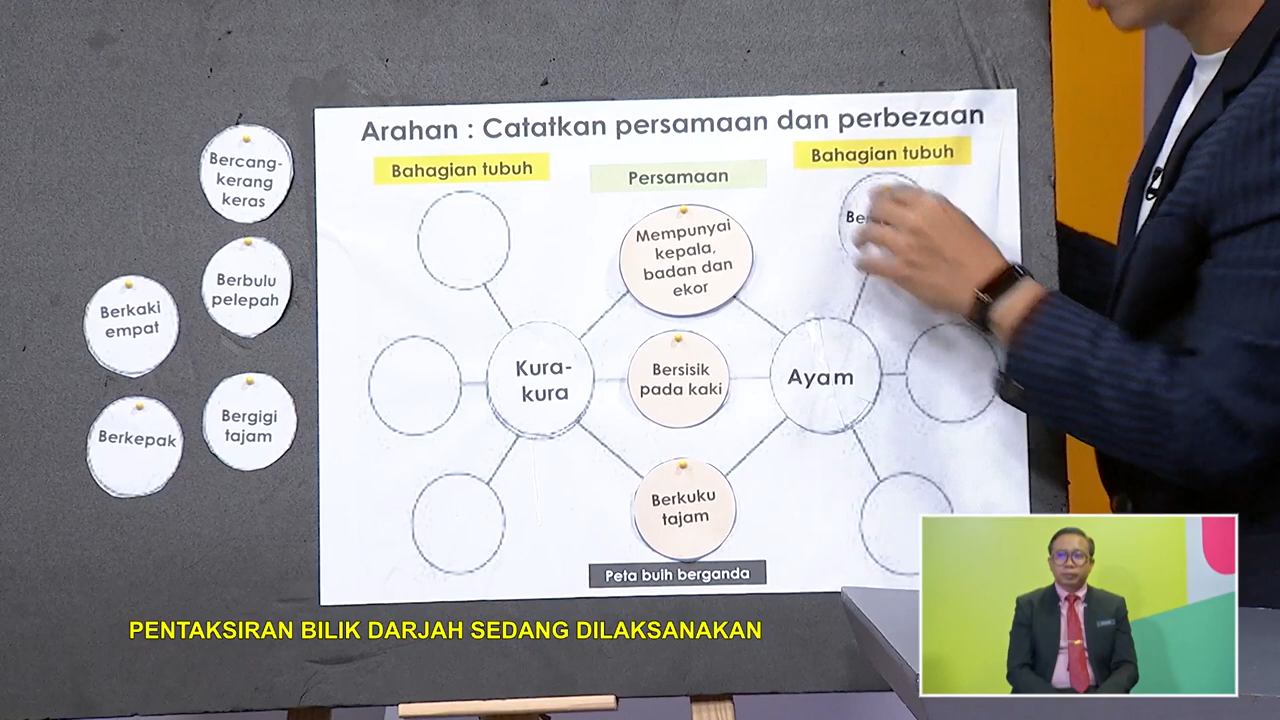 Arahan : Catatkan persamaan dan perbezaan
Bahagian tubuh
Persamaan
Bahagian tubuh
Bercang-
kerang
keras
Berbulu
pelepah
Berkaki
empat
Bergigi
tajam
Berkepak
Mempunyai
kepala,
badan dan
ekor
Kura-
kura
Bersisik
pada kaki
Ayam
Berkuku
tajam
Peta buih berganda
PENTAKSIRAN BILIK DARJAH SEDANG DILAKSANAKAN